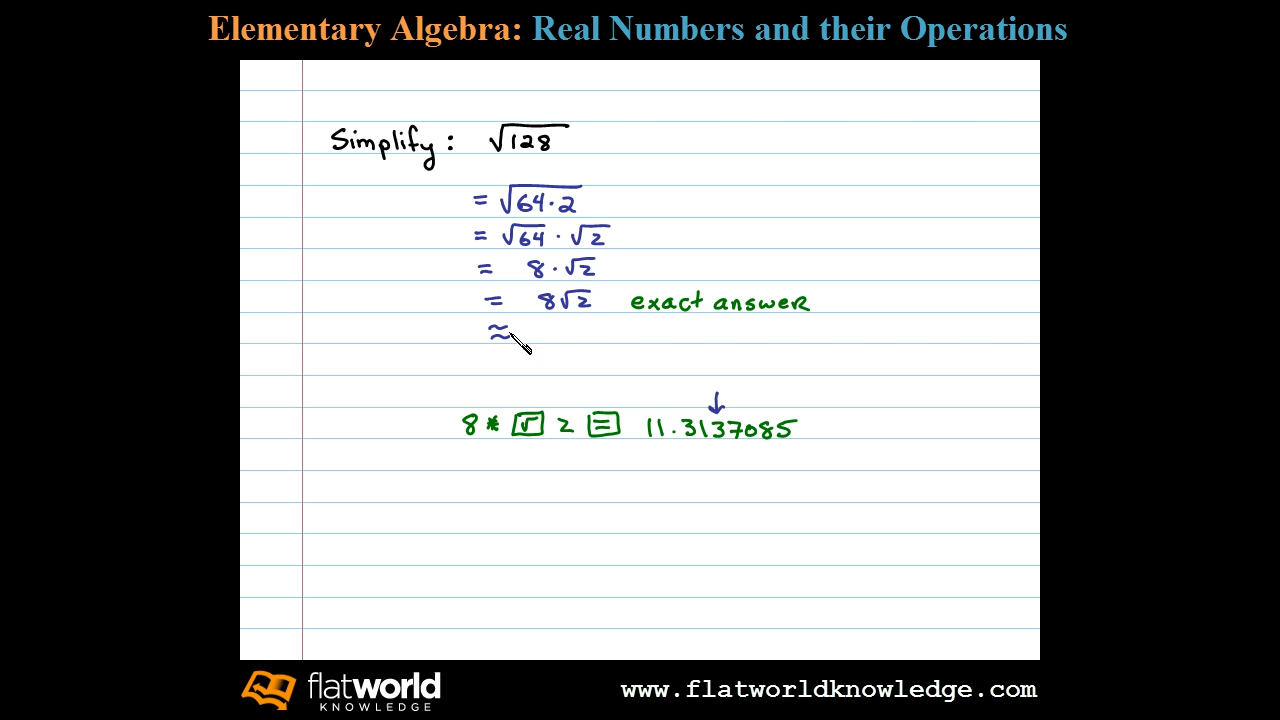 Elementary Algebra: Real Numbers and their Operations
Simplify: √128
= √64·2
= √64 · √2
= 8·√2
= 8√2 exact answer
≈
↓
8 * √ 2 = 11.3137085
flatworld
KNOWLEDGE
www.flatworldknowledge.com